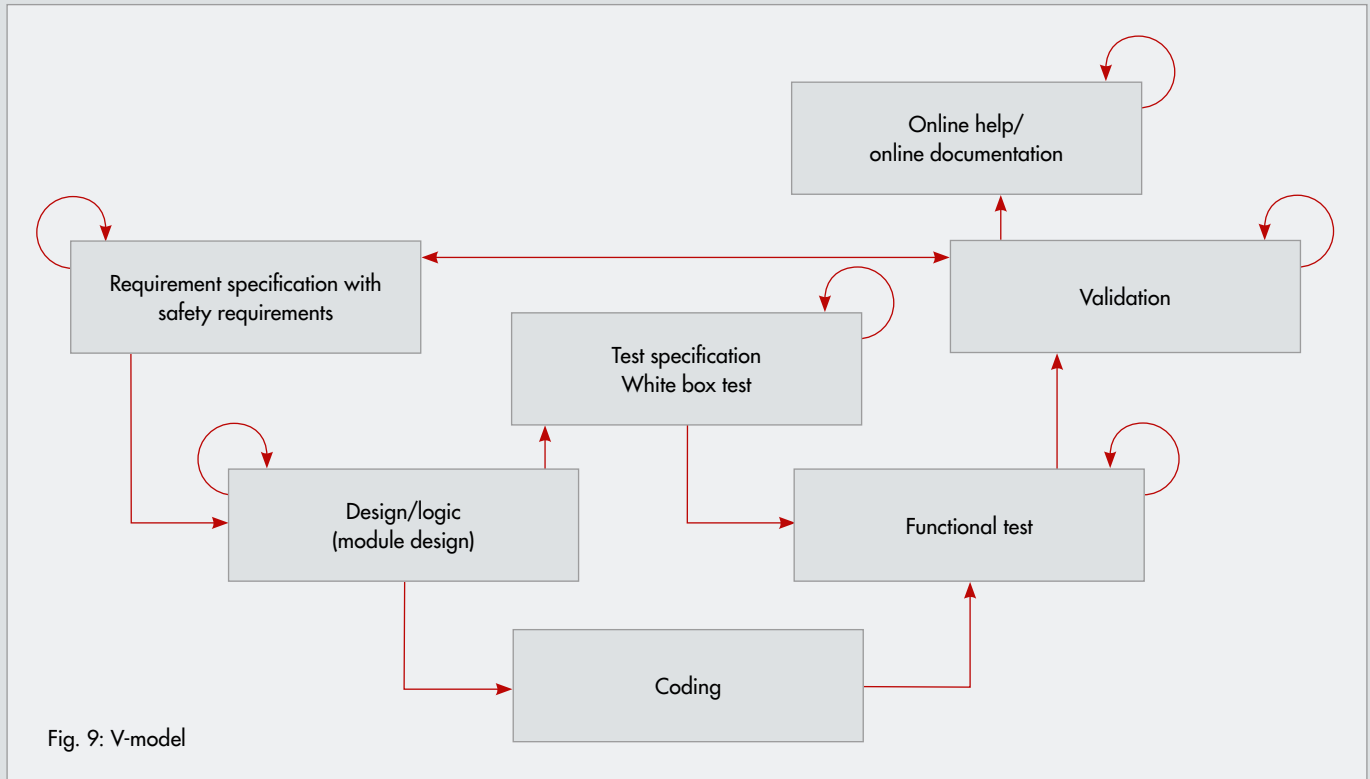 Online help/
online documentation
Requirement specification with
safety requirements
Validation
Test specification
White box test
Design/logic
(module design)
Functional test
Coding
Fig. 9: V-model